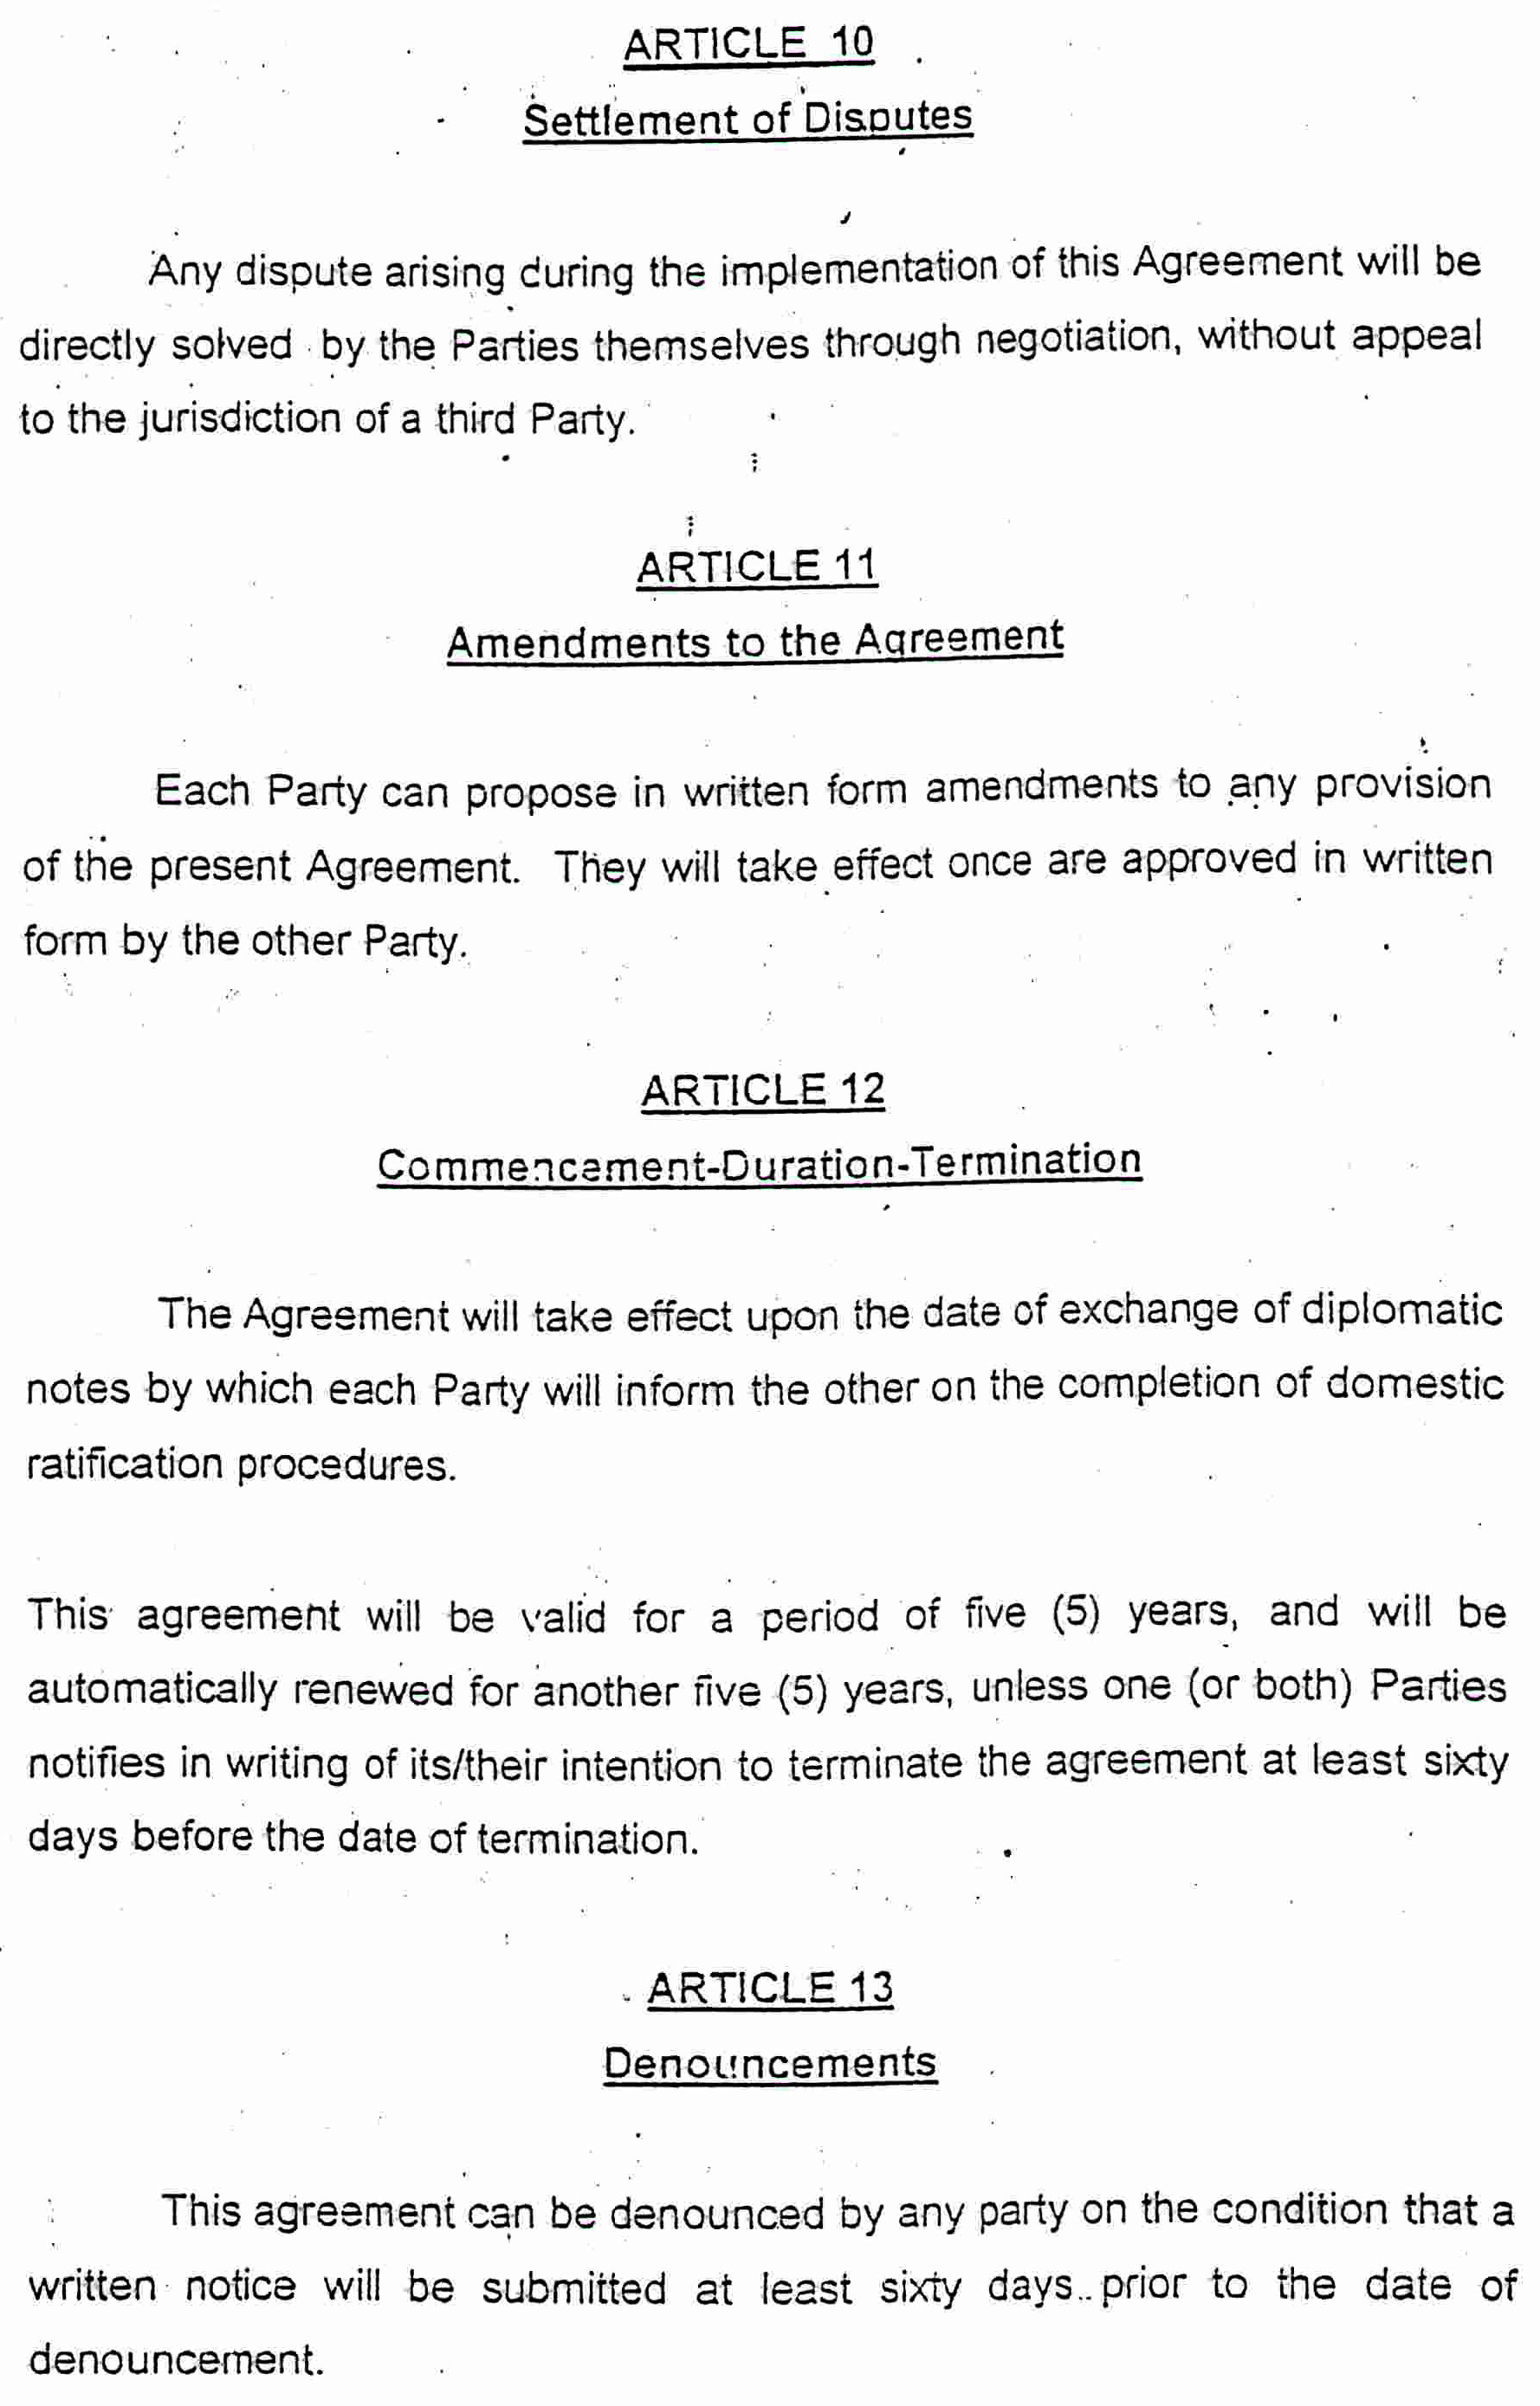 ARTICLE 10
Settlement of Disputes
Any dispute arising during the implementation of this Agreement will be
directly solved by the Parties themselves through negotiation, without appeal
to the jurisdiction of a third Party.
ARTICLE 11
Amendments to the Agreement
Each Party can propose in written form amendments to any provision
of the present Agreement. They will take effect once are approved in written
form by the other Party.
ARTICLE 12
Commencement-Duration-Termination
The Agreement will take effect upon the date of exchange of diplomatic
notes by which each Party will inform the other on the completion of domestic
ratification procedures.
This agreement will be valid for a period of five (5) years, and will be
automatically renewed for another five (5) years, unless one (or both) Parties
notifies in writing of its/their intention to terminate the agreement at least sixty
days before the date of termination.
ARTICLE 13
Denouncements
This agreement can be denounced by any party on the condition that a
written notice will be submitted at least sixty days prior to the date of
denouncement.